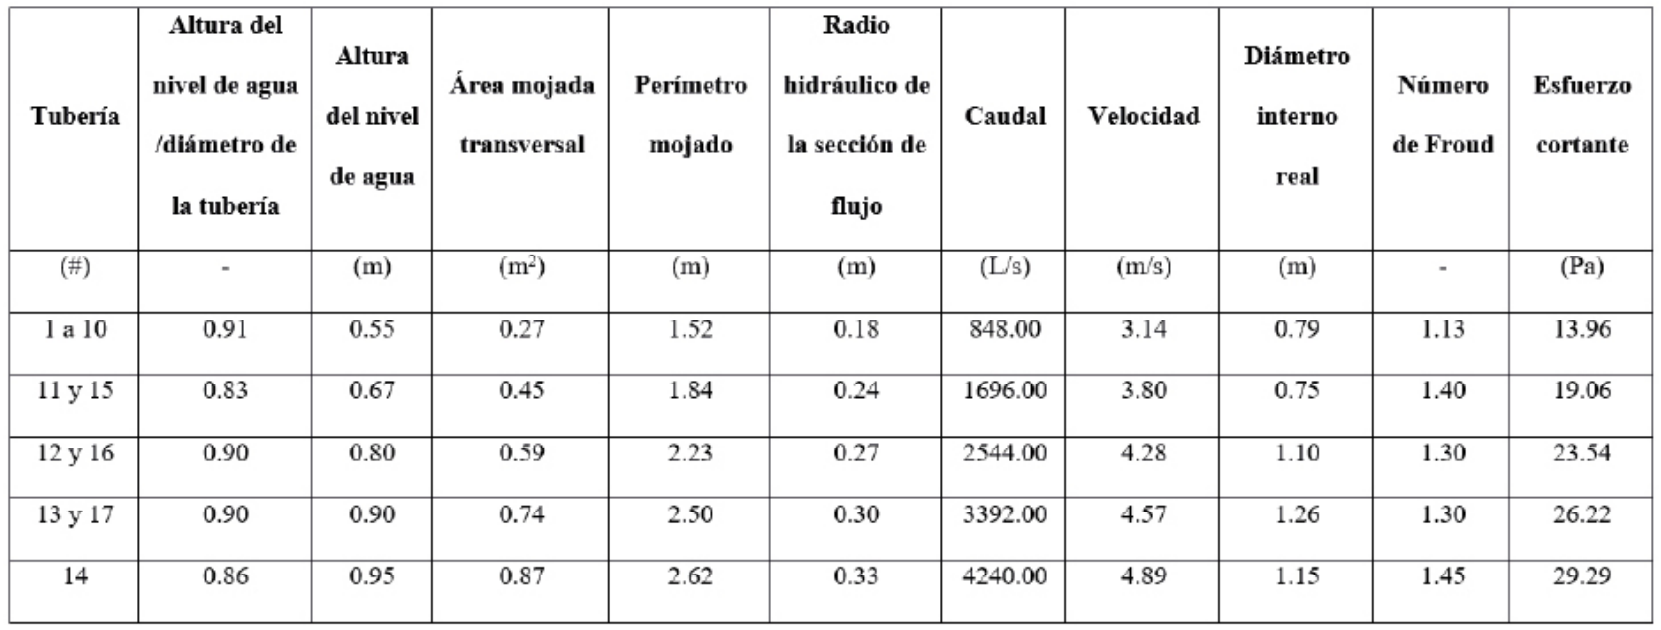 Tubería
Altura del
nivel de agua
/diámetro de
la tubería
Altura
del nivel
de agua
Área mojada
transversal
Perímetro
mojado
Radio
hidráulico de
la sección de
flujo
Caudal
Velocidad
Diámetro
interno
real
Número
de Froud
Esfuerzo
cortante
(#) - (m) (m²) (m) (m) (L/s) (m/s) (m) - (Pa)
1 a 10 0.91 0.55 0.27 1.52 0.18 848.00 3.14 0.79 1.13 13.96
11 y 15 0.83 0.67 0.45 1.84 0.24 1696.00 3.80 0.75 1.40 19.06
12 y 16 0.90 0.80 0.59 2.23 0.27 2544.00 4.28 1.10 1.30 23.54
13 y 17 0.90 0.90 0.74 2.50 0.30 3392.00 4.57 1.26 1.30 26.22
14 0.86 0.95 0.87 2.62 0.33 4240.00 4.89 1.15 1.45 29.29